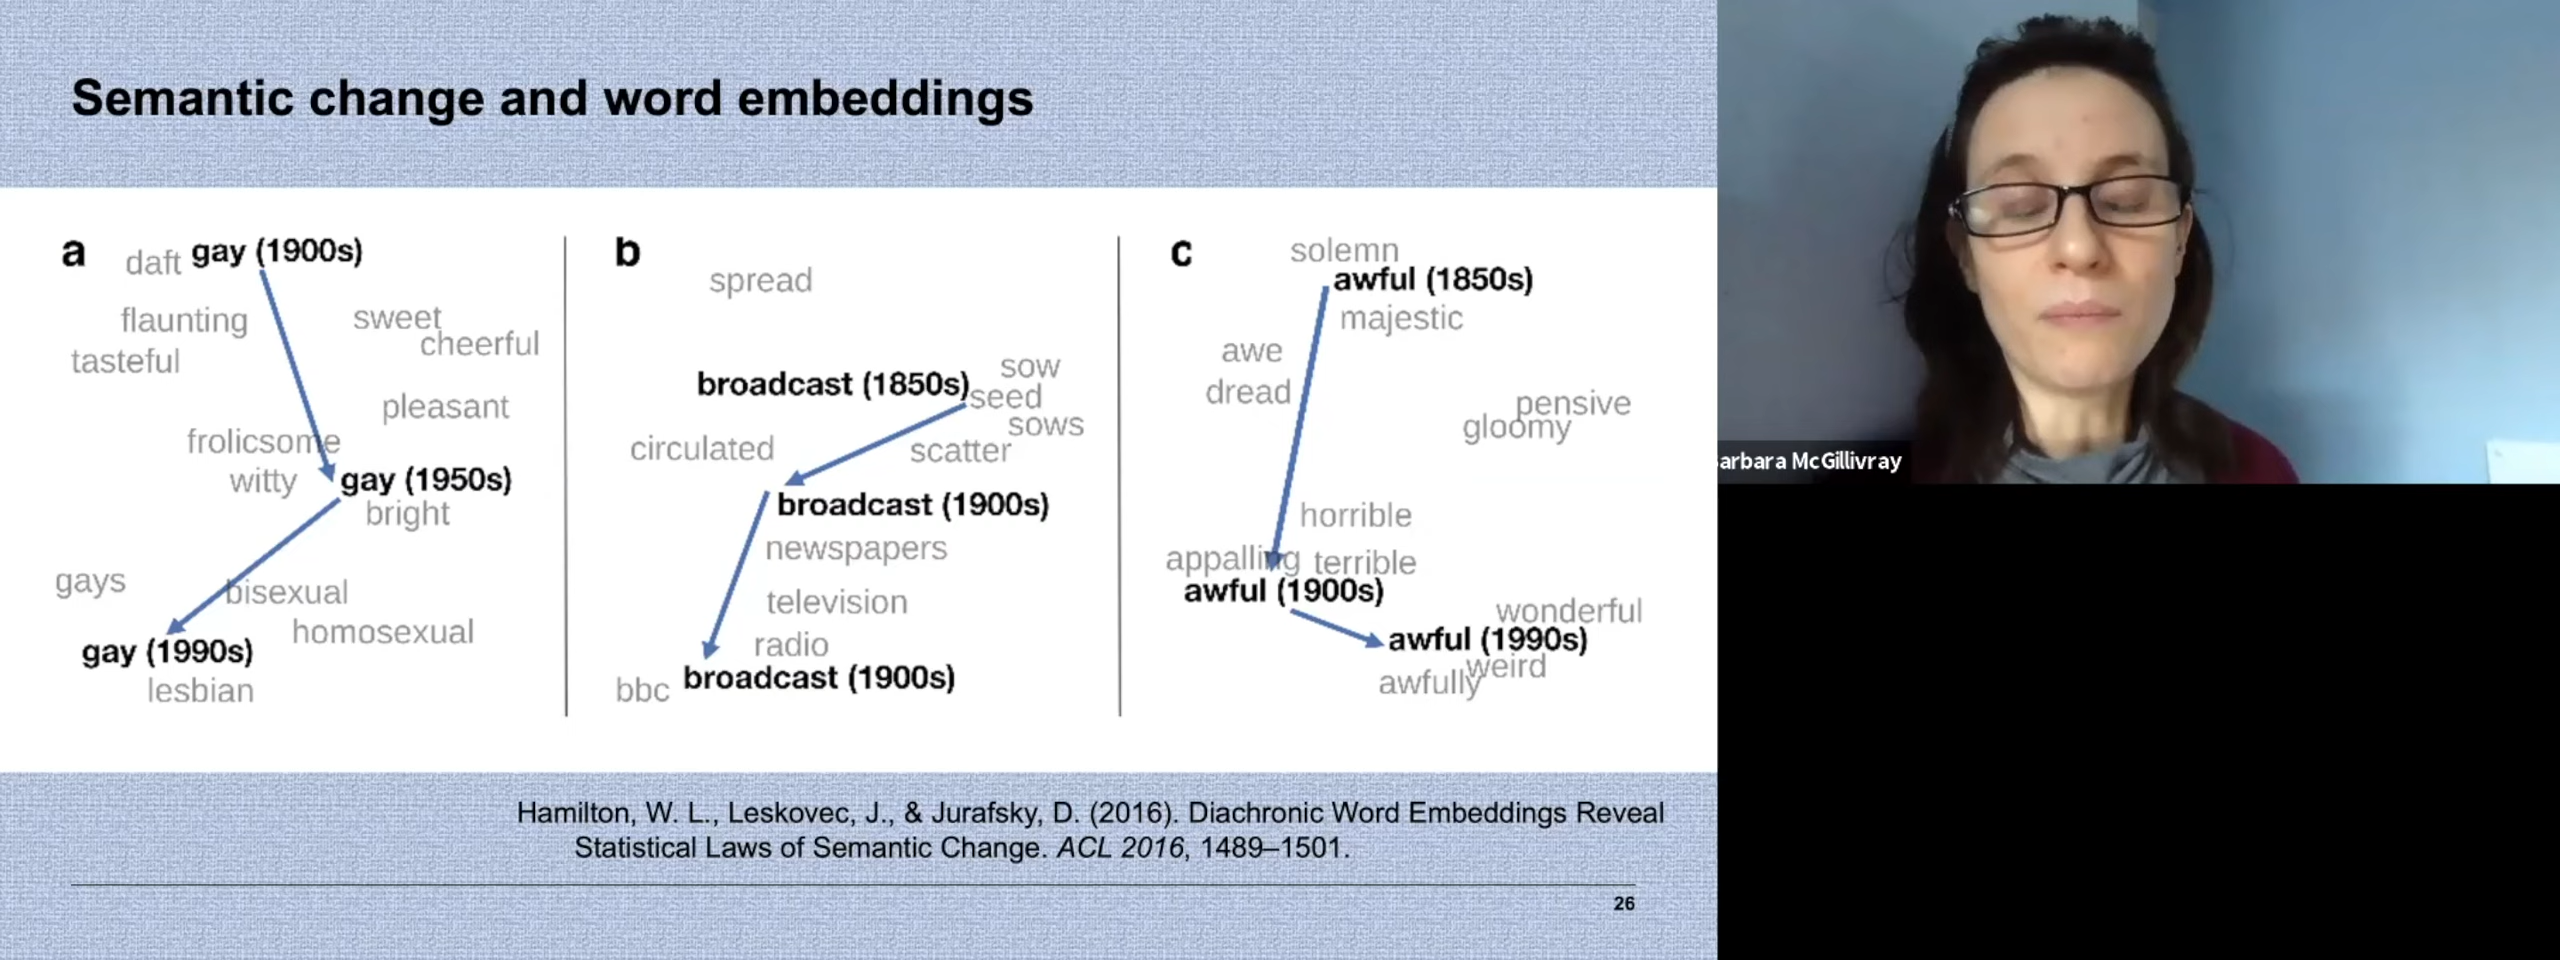 Semantic change and word embeddings
a
daft gay (1900s)
flaunting
sweet
tasteful
cheerful
pleasant
frolicsome
witty
gay (1950s)
bright
gays
bisexual
homosexual
gay (1990s)
lesbian
b
spread
broadcast (1850s)
sow
seed
sows
circulated
scatter
broadcast (1900s)
newspapers
television
radio
bbc broadcast (1900s)
c
solemn
awful (1850s)
majestic
awe
dread
pensive
gloomy
horrible
appalling terrible
awful (1900s)
wonderful
awful (1990s)
weird
awfully
Hamilton, W. L., Leskovec, J., & Jurafsky, D. (2016). Diachronic Word Embeddings Reveal
Statistical Laws of Semantic Change. ACL 2016, 1489–1501.
26
arbara McGillivray